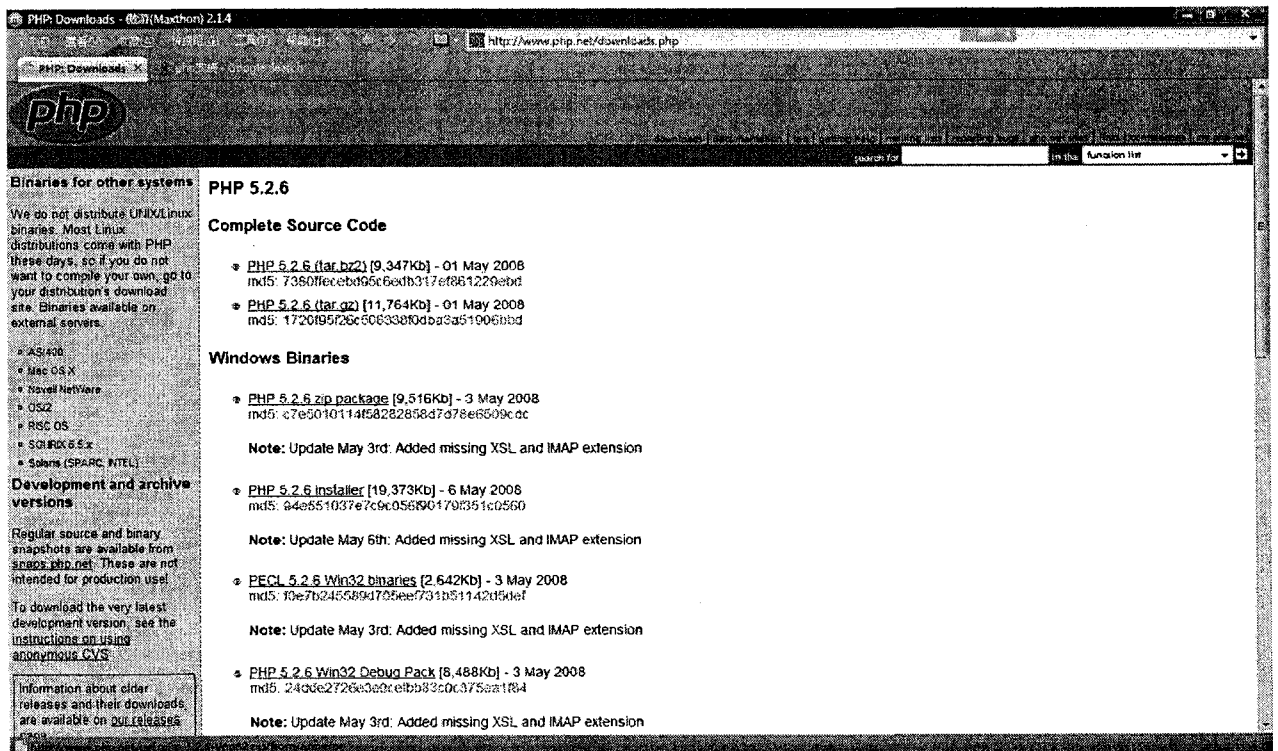 PHP: Downloads - 傲游(Maxthon) 2.1.4
http://www.php.net/downloads.php
PHP: Downloads
php
search for
in the
function list
Binaries for other systems
We do not distribute UNIX/Linux
binaries. Most Linux
distributions come with PHP
these days, so if you do not
want to compile your own, go to
your distribution's download
site. Binaries available on
external servers.
AS/400
Mac OS X
Novell NetWare
OS/2
RISC OS
SGI IRIX 6.5.x
Solaris (SPARC, INTEL)
Development and archive
versions
Regular source and binary
snapshots are available from
snaps.php.net. These are not
intended for production use!
To download the very latest
development version, see the
instructions on using
anonymous CVS
Information about older
releases and their downloads
are available on our releases
PHP 5.2.6
Complete Source Code
PHP 5.2.6 (tar.bz2) [9,347Kb] - 01 May 2008
md5:
PHP 5.2.6 (tar.gz) [11,764Kb] - 01 May 2008
md5:
Windows Binaries
PHP 5.2.6 zip package [9,516Kb] - 3 May 2008
md5:
Note: Update May 3rd: Added missing XSL and IMAP extension
PHP 5.2.6 installer [19,373Kb] - 6 May 2008
md5:
Note: Update May 6th: Added missing XSL and IMAP extension
PECL 5.2.6 Win32 binaries [2,642Kb] - 3 May 2008
md5:
Note: Update May 3rd: Added missing XSL and IMAP extension
PHP 5.2.6 Win32 Debug Pack [8,488Kb] - 3 May 2008
md5:
Note: Update May 3rd: Added missing XSL and IMAP extension